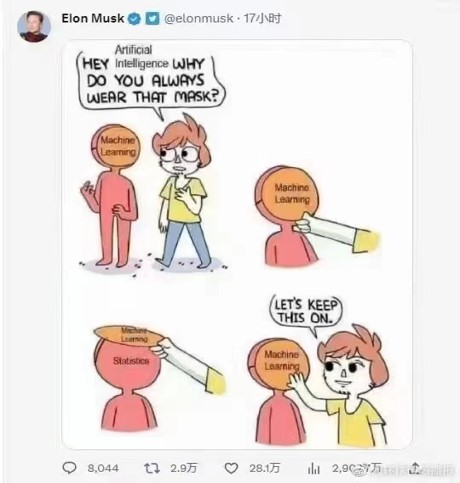 Elon Musk @elonmusk · 17小时
Artificial
HEY Intelligence WHY
DO YOU ALWAYS
WEAR THAT MASK?
Machine
Learning
Machine
Learning
Machine
Learning
Statistics
LET'S KEEP
THIS ON.
Machine
Learning
8,044 2.9万 28.1万